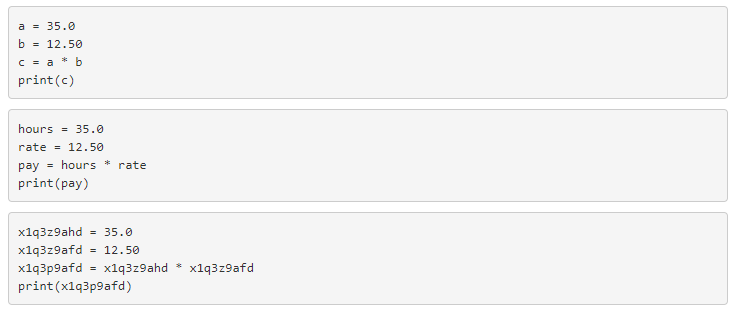 a = 35.0
b = 12.50
c = a * b
print(c)
hours = 35.0
rate = 12.50
pay = hours * rate
print(pay)
x1q3z9ahd = 35.0
x1q3z9afd = 12.50
x1q3p9afd = x1q3z9ahd * x1q3z9afd
print(x1q3p9afd)